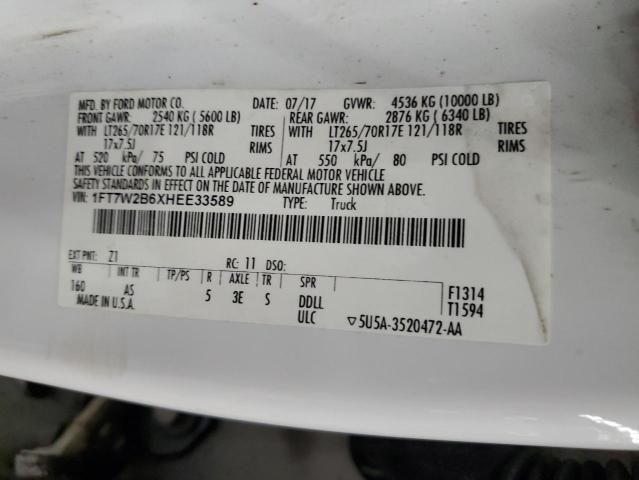 MFD. BY FORD MOTOR CO. DATE: 07/17 GVWR: 4536 KG (10000 LB)
FRONT GAWR: 2540 KG (5600 LB) REAR GAWR: 2876 KG (6340 LB)
WITH LT265/70R17E 121/118R TIRES WITH LT265/70R17E 121/118R TIRES
17x7.5J RIMS 17x7.5J RIMS
AT 520 kPa/ 75 PSI COLD AT 550 kPa/ 80 PSI COLD
THIS VEHICLE CONFORMS TO ALL APPLICABLE FEDERAL MOTOR VEHICLE
SAFETY STANDARDS IN EFFECT ON THE DATE OF MANUFACTURE SHOWN ABOVE.
VIN: 1FT7W2B6XHEE33589 TYPE: Truck
EXT PNT: Z1 RC: 11 DSO:
WB INT TR TP/PS R AXLE TR SPR
160 AS 5 3E S DDLL F1314
MADE IN U.S.A. ULC T1594
▽5U5A-3520472-AA